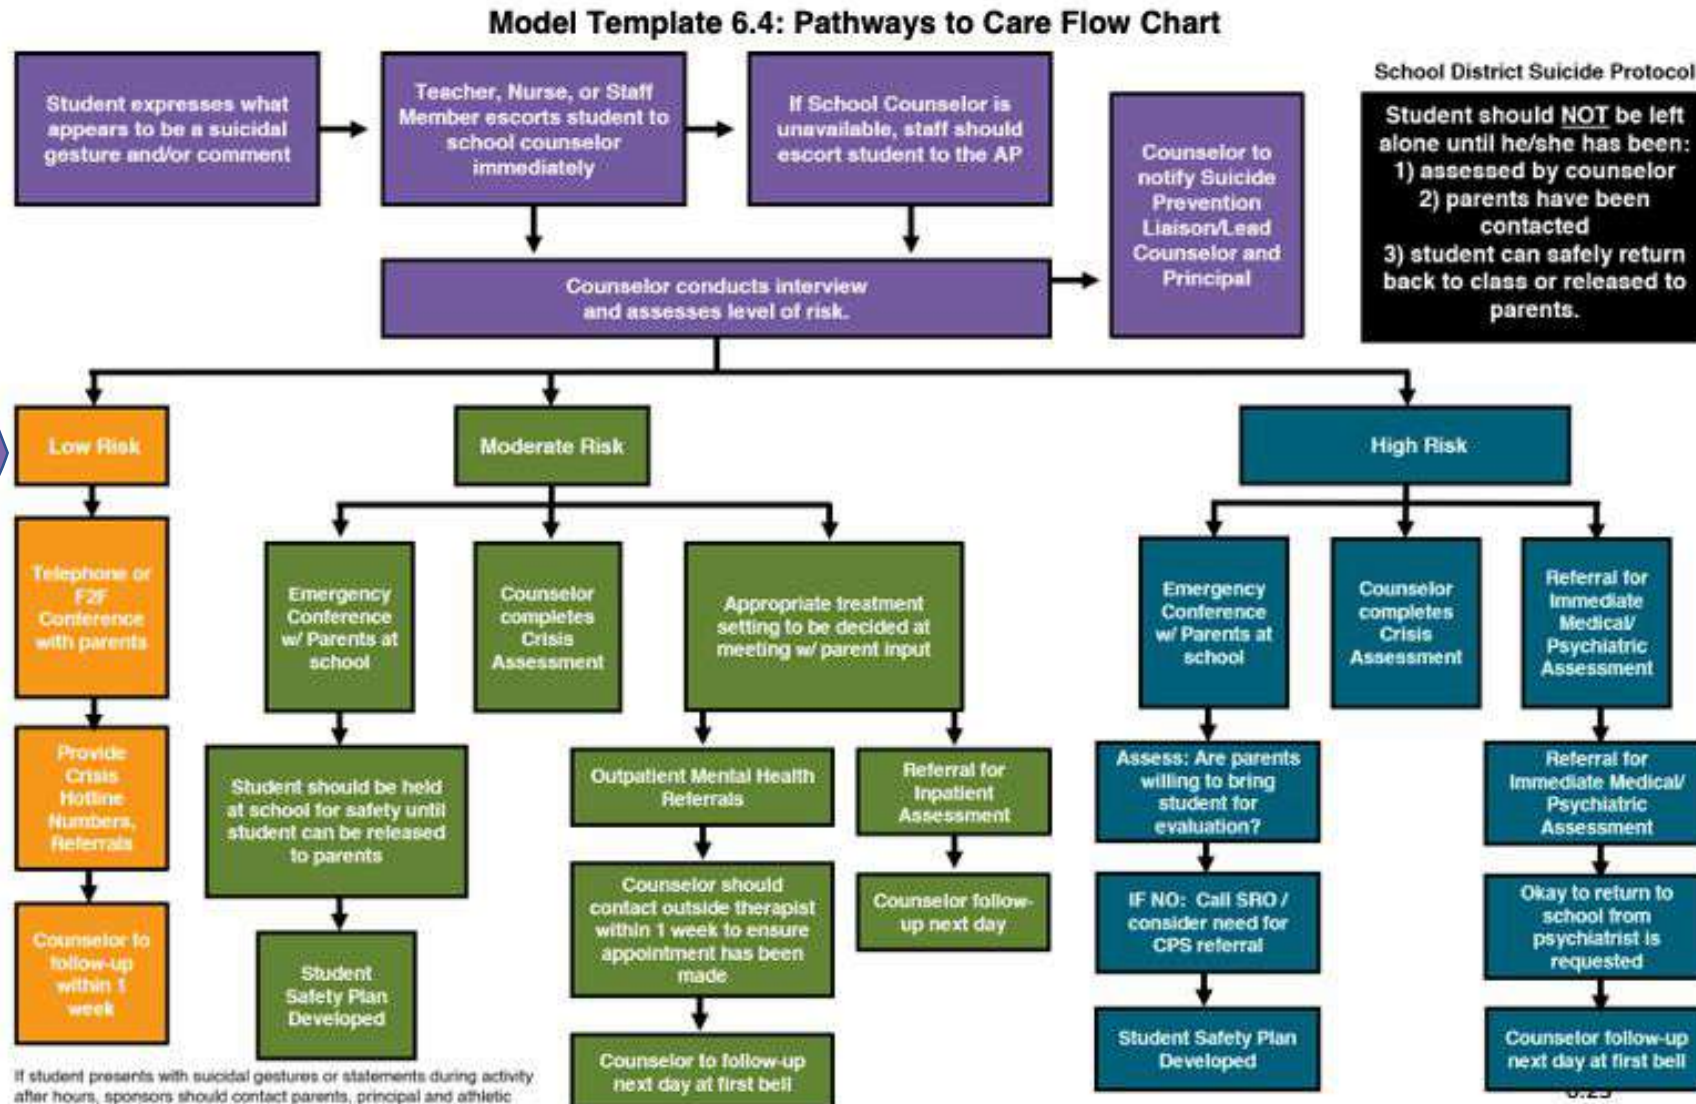 Model Template 6.4: Pathways to Care Flow Chart
Student expresses what
appears to be a suicidal
gesture and/or comment
Teacher, Nurse, or Staff
Member escorts student to
school counselor
immediately
If School Counselor is
unavailable, staff should
escort student to the AP
Counselor to
notify Suicide
Prevention
Liaison/Lead
Counselor and
Principal
School District Suicide Protocol
Student should NOT be left
alone until he/she has been:
1) assessed by counselor
2) parents have been
contacted
3) student can safely return
back to class or released to
parents.
Counselor conducts interview
and assesses level of risk.
Low Risk
Telephone or
F2F
Conference
with parents
Provide
Crisis
Hotline
Numbers,
Referrals
Counselor to
follow-up
within 1
week
Moderate Risk
Emergency
Conference
w/ Parents at
school
Student should be held
at school for safety until
student can be released
to parents
Student
Safety Plan
Developed
Counselor
completes
Crisis
Assessment
Appropriate treatment
setting to be decided at
meeting w/ parent input
Outpatient Mental Health
Referrals
Counselor should
contact outside therapist
within 1 week to ensure
appointment has been
made
Counselor to follow-up
next day at first bell
Referral for
Inpatient
Assessment
Counselor follow-
up next day
High Risk
Emergency
Conference
w/ Parents at
school
Assess: Are parents
willing to bring
student for
evaluation?
IF NO: Call SRO /
consider need for
CPS referral
Student Safety Plan
Developed
Counselor
completes
Crisis
Assessment
Referral for
Immediate
Medical/
Psychiatric
Assessment
Referral for
Immediate Medical/
Psychiatric
Assessment
Okay to return to
school from
psychiatrist is
requested
Counselor follow-up
next day at first bell
If student presents with suicidal gestures or statements during activity
after hours, sponsors should contact parents, principal and athletic